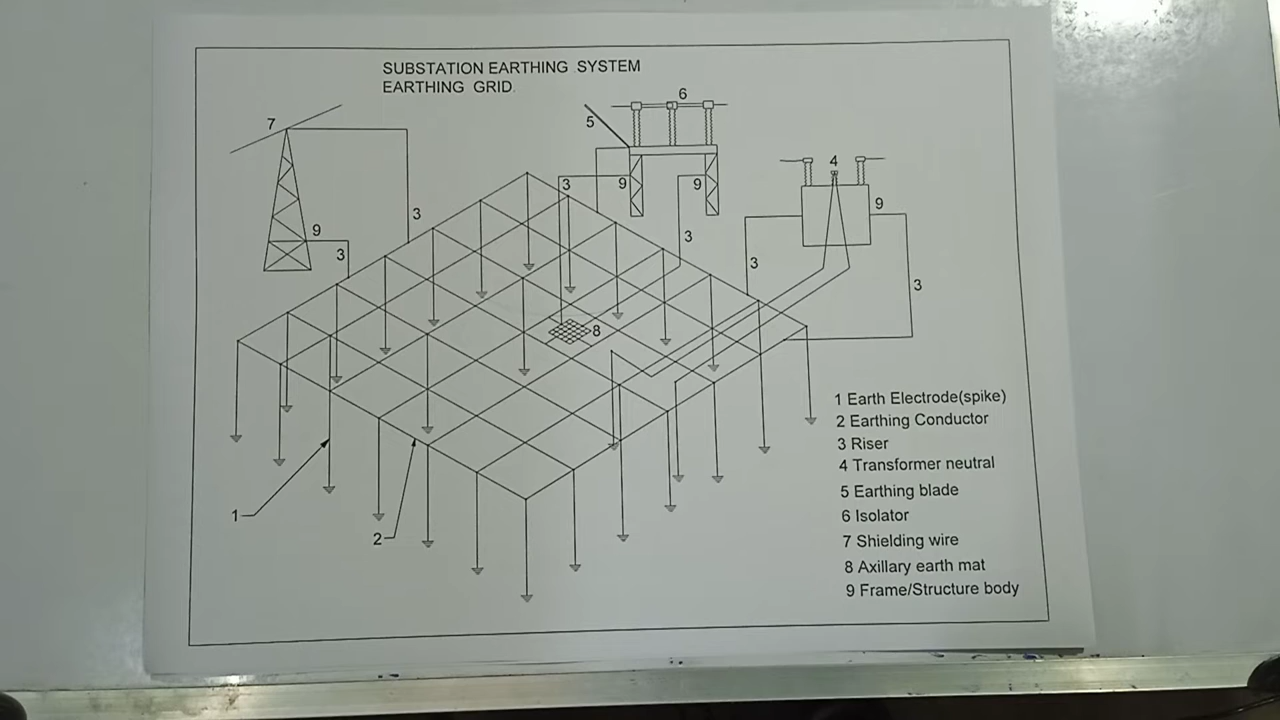 SUBSTATION EARTHING SYSTEM
EARTHING GRID.
6
7
5
4
3
9
9
9
3
9
3
3
3
3
8
1 Earth Electrode(spike)
2 Earthing Conductor
3 Riser
4 Transformer neutral
5 Earthing blade
6 Isolator
7 Shielding wire
8 Axillary earth mat
9 Frame/Structure body
1
2